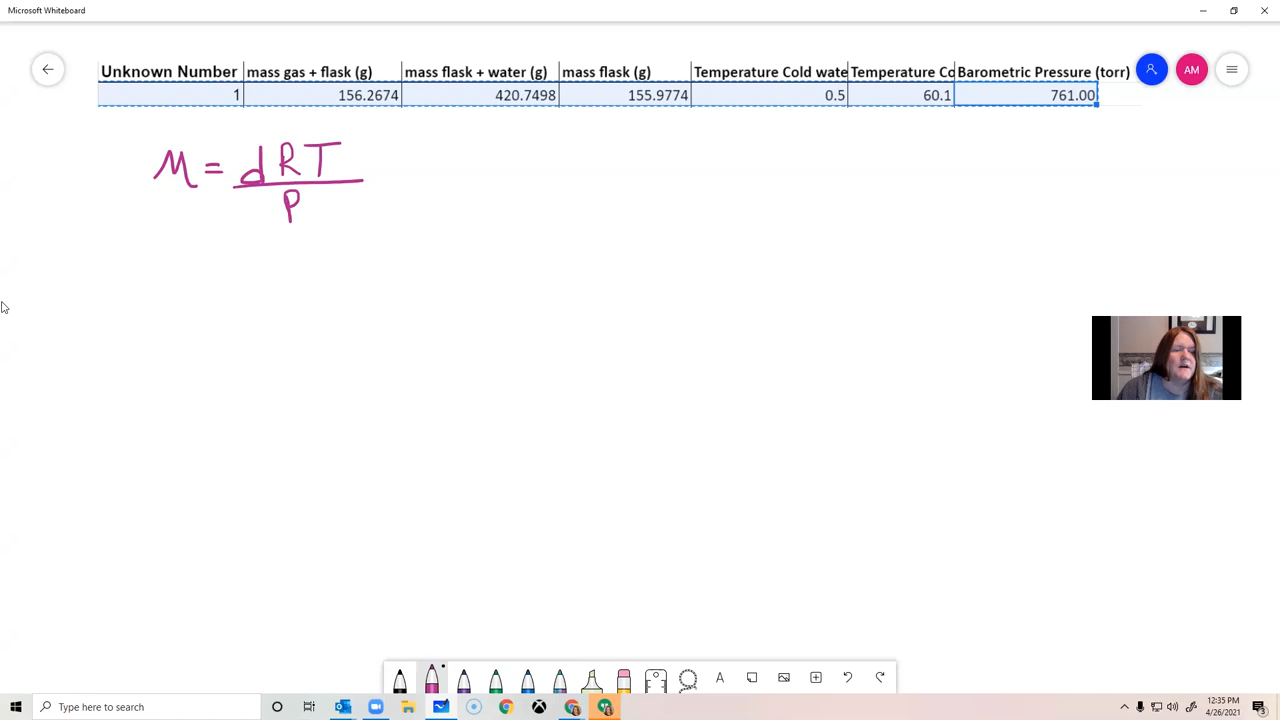 Microsoft Whiteboard
Unknown Number mass gas + flask (g) mass flask + water (g) mass flask (g) Temperature Cold wate Temperature Co Barometric Pressure (torr)
1 156.2674 420.7498 155.9774 0.5 60.1 761.00
AM
M = dRT
P
A
Type here to search
12:35 PM
4/26/2021
3